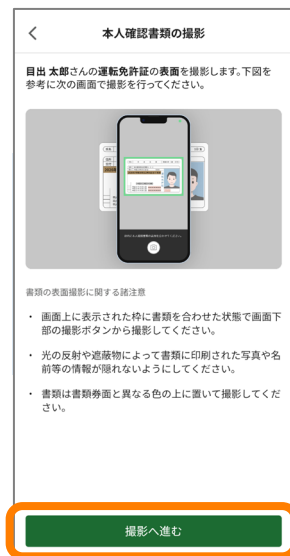 本人確認書類の撮影
目出 太郎さんの運転免許証の表面を撮影します。下図を
参考に次の画面で撮影を行ってください。
書類の表面撮影に関する諸注意
・ 画面上に表示された枠に書類を合わせた状態で画面下
部の撮影ボタンから撮影してください。
・ 光の反射や遮蔽物によって書類に印刷された写真や名
前等の情報が隠れないようにしてください。
・ 書類は書類券面と異なる色の上に置いて撮影してくだ
さい。
撮影へ進む